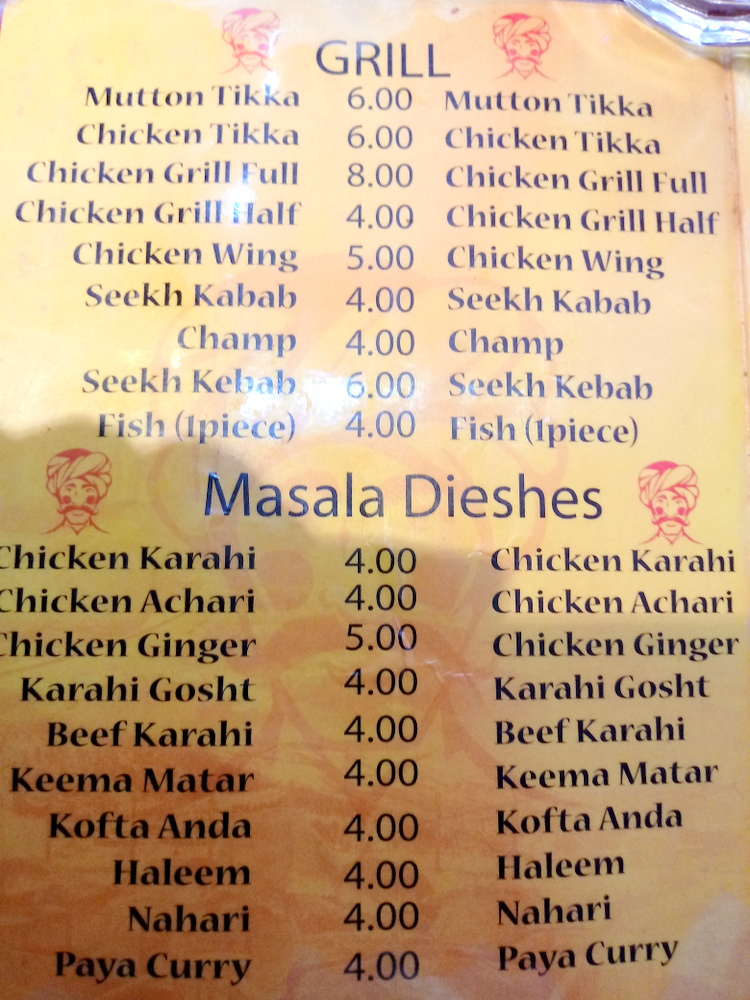 GRILL
Mutton Tikka 6.00 Mutton Tikka
Chicken Tikka 6.00 Chicken Tikka
Chicken Grill Full 8.00 Chicken Grill Full
Chicken Grill Half 4.00 Chicken Grill Half
Chicken Wing 5.00 Chicken Wing
Seekh Kabab 4.00 Seekh Kabab
Champ 4.00 Champ
Seekh Kebab 6.00 Seekh Kebab
Fish (1piece) 4.00 Fish (1piece)
Masala Dieshes
Chicken Karahi 4.00 Chicken Karahi
Chicken Achari 4.00 Chicken Achari
Chicken Ginger 5.00 Chicken Ginger
Karahi Gosht 4.00 Karahi Gosht
Beef Karahi 4.00 Beef Karahi
Keema Matar 4.00 Keema Matar
Kofta Anda 4.00 Kofta Anda
Haleem 4.00 Haleem
Nahari 4.00 Nahari
Paya Curry 4.00 Paya Curry